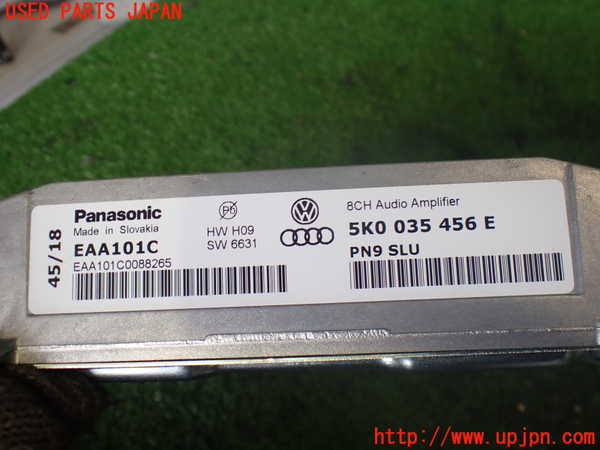 USED PARTS JAPAN
45/18
Panasonic
Made in Slovakia
EAA101C
EAA101C0088265
Pb
HW H09
SW 6631
8CH Audio Amplifier
5K0 035 456 E
PN9 SLU
UPJ
http://www.upjpn.com/